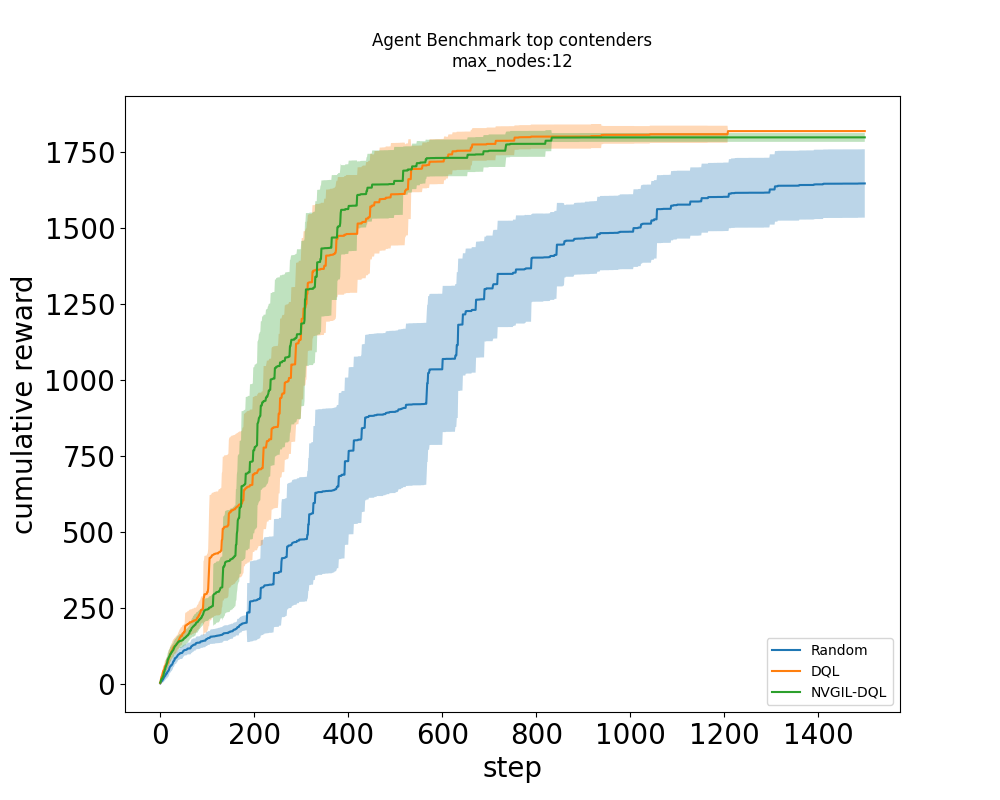 Agent Benchmark top contenders
max_nodes:12
cumulative reward
1750
1500
1250
1000
750
500
250
0
0 200 400 600 800 1000 1200 1400
step
Random
DQL
NVGIL-DQL